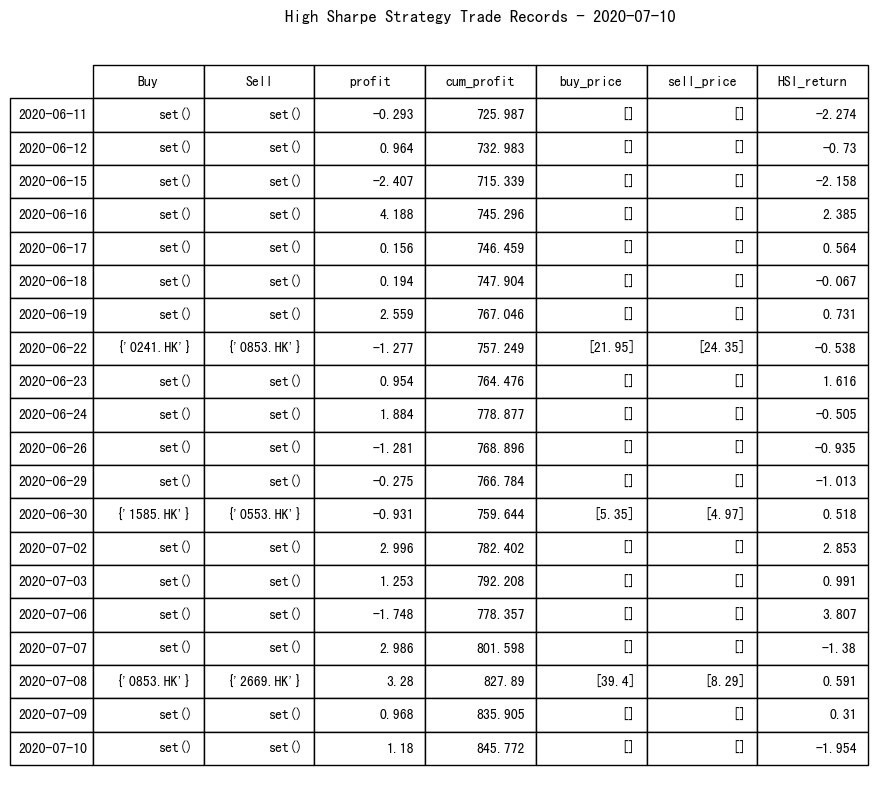 High Sharpe Strategy Trade Records - 2020-07-10
Buy Sell profit cum_profit buy_price sell_price HSI_return
2020-06-11 set() set() -0.293 725.987 [] [] -2.274
2020-06-12 set() set() 0.964 732.983 [] [] -0.73
2020-06-15 set() set() -2.407 715.339 [] [] -2.158
2020-06-16 set() set() 4.188 745.296 [] [] 2.385
2020-06-17 set() set() 0.156 746.459 [] [] 0.564
2020-06-18 set() set() 0.194 747.904 [] [] -0.067
2020-06-19 set() set() 2.559 767.046 [] [] 0.731
2020-06-22 {'0241.HK'} {'0853.HK'} -1.277 757.249 [21.95] [24.35] -0.538
2020-06-23 set() set() 0.954 764.476 [] [] 1.616
2020-06-24 set() set() 1.884 778.877 [] [] -0.505
2020-06-26 set() set() -1.281 768.896 [] [] -0.935
2020-06-29 set() set() -0.275 766.784 [] [] -1.013
2020-06-30 {'1585.HK'} {'0553.HK'} -0.931 759.644 [5.35] [4.97] 0.518
2020-07-02 set() set() 2.996 782.402 [] [] 2.853
2020-07-03 set() set() 1.253 792.208 [] [] 0.991
2020-07-06 set() set() -1.748 778.357 [] [] 3.807
2020-07-07 set() set() 2.986 801.598 [] [] -1.38
2020-07-08 {'0853.HK'} {'2669.HK'} 3.28 827.89 [39.4] [8.29] 0.591
2020-07-09 set() set() 0.968 835.905 [] [] 0.31
2020-07-10 set() set() 1.18 845.772 [] [] -1.954